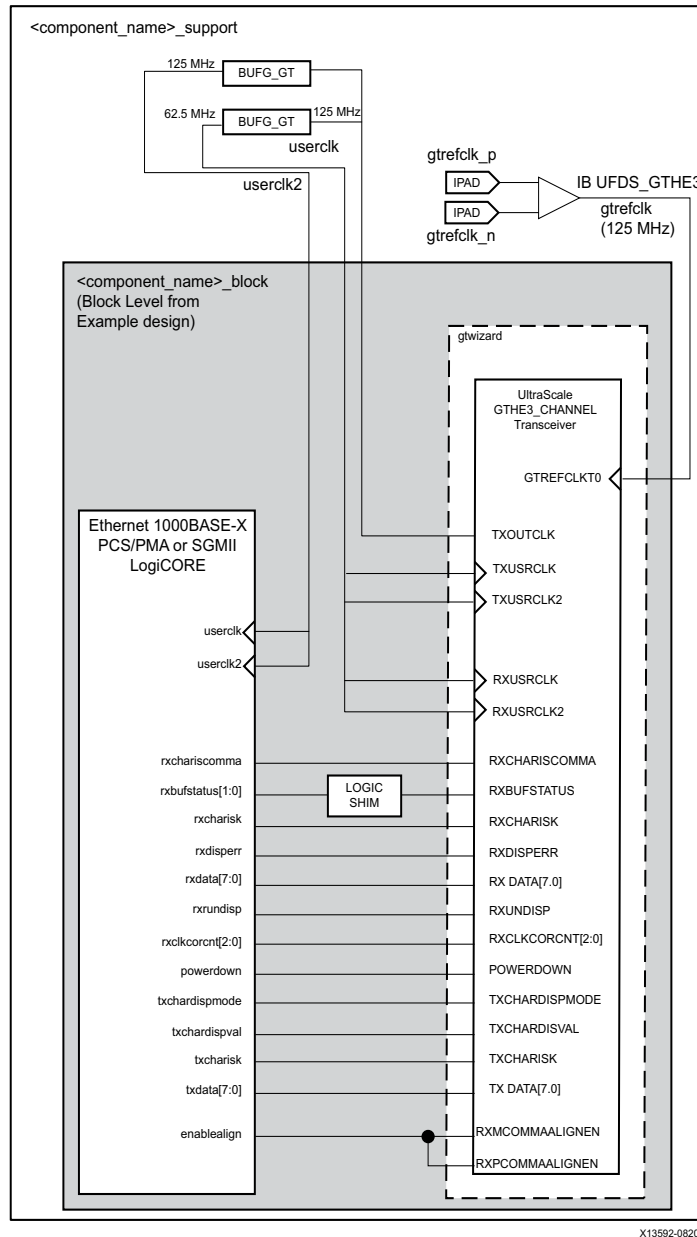 <component_name>_support
125 MHz
BUFG_GT
62.5 MHz
BUFG_GT
125 MHz
userclk
userclk2
gtrefclk_p
IPAD
IPAD
gtrefclk_n
IB UFDS_GTHE3
gtrefclk
(125 MHz)
<component_name>_block
(Block Level from
Example design)
gtwizard
UltraScale
GTHE3_CHANNEL
Transceiver
GTREFCLKT0
Ethernet 1000BASE-X
PCS/PMA or SGMII
LogiCORE
TXOUTCLK
TXUSRCLK
TXUSRCLK2
userclk
userclk2
RXUSRCLK
RXUSRCLK2
rxchariscomma
RXCHARISCOMMA
rxbufstatus[1:0]
LOGIC
SHIM
RXBUFSTATUS
rxcharisk
RXCHARISK
rxdisperr
RXDISPERR
rxdata[7:0]
RX DATA[7.0]
rxrundisp
RXUNDISP
rxclkcorcnt[2:0]
RXCLKCORCNT[2:0]
powerdown
POWERDOWN
txchardispmode
TXCHARDISPMODE
txchardispval
TXCHARDISVAL
txcharisk
TXCHARISK
txdata[7:0]
TX DATA[7.0]
enablealign
RXMCOMMAALIGNEN
RXPCOMMAALIGNEN
X13592-0820